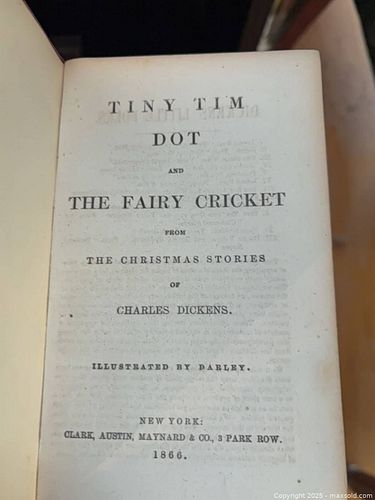 TINY TIM
DOT
AND
THE FAIRY CRICKET
FROM
THE CHRISTMAS STORIES
OF
CHARLES DICKENS.
ILLUSTRATED BY DARLEY.
NEW YORK:
CLARK, AUSTIN, MAYNARD & CO., 3 PARK ROW.
1866.
Copyright 2025 - maxsold.com